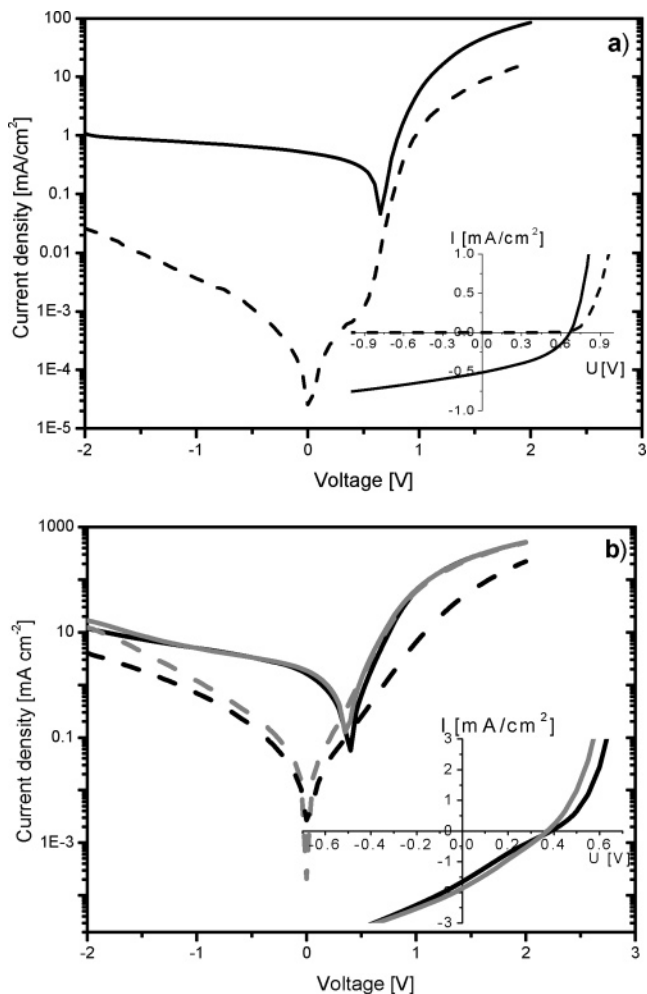 a)
100
10
1
0.1
0.01
1E-3
1E-4
1E-5
Current density [mA/cm²]
-2 -1 0 1 2 3
Voltage [V]
I [mA/cm²]
1.0
0.5
0.0
-0.5
-1.0
-0.9 -0.6 -0.3 0.0 0.3 0.6 0.9
U [V]
b)
1000
10
0.1
1E-3
Current density [mA cm⁻²]
-2 -1 0 1 2 3
Voltage [V]
I [mA/cm²]
3
2
1
0
-1
-2
-3
-0.6 -0.4 -0.2 0.0 0.2 0.4 0.6
U [V]